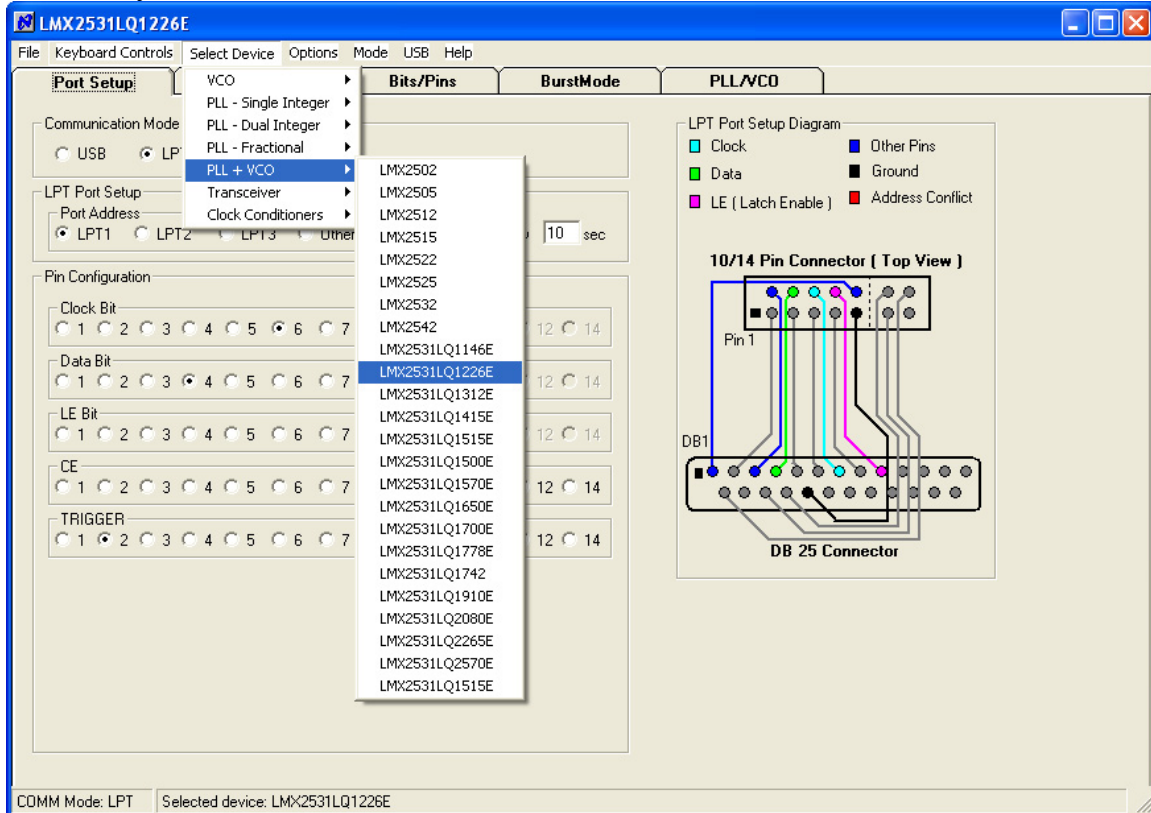 LMX2531LQ1226E
File Keyboard Controls Select Device Options Mode USB Help
Port Setup Bits/Pins BurstMode PLL/VCO
VCO
PLL - Single Integer
PLL - Dual Integer
PLL - Fractional
PLL + VCO
Transceiver
Clock Conditioners
LMX2502
LMX2505
LMX2512
LMX2515
LMX2522
LMX2525
LMX2532
LMX2542
LMX2531LQ1146E
LMX2531LQ1226E
LMX2531LQ1312E
LMX2531LQ1415E
LMX2531LQ1515E
LMX2531LQ1500E
LMX2531LQ1570E
LMX2531LQ1650E
LMX2531LQ1700E
LMX2531LQ1778E
LMX2531LQ1742
LMX2531LQ1910E
LMX2531LQ2080E
LMX2531LQ2265E
LMX2531LQ2570E
LMX2531LQ1515E
Communication Mode
USB LP
LPT Port Setup
Port Address
LPT1 LPT2 LPT3 Other
10 sec
Pin Configuration
Clock Bit
1 2 3 4 5 6 7 12 14
Data Bit
1 2 3 4 5 6 7 12 14
LE Bit
1 2 3 4 5 6 7 12 14
CE
1 2 3 4 5 6 7 12 14
TRIGGER
1 2 3 4 5 6 7 12 14
LPT Port Setup Diagram
Clock Other Pins
Data Ground
LE ( Latch Enable ) Address Conflict
10/14 Pin Connector ( Top View )
Pin 1
DB1
DB 25 Connector
COMM Mode: LPT Selected device: LMX2531LQ1226E